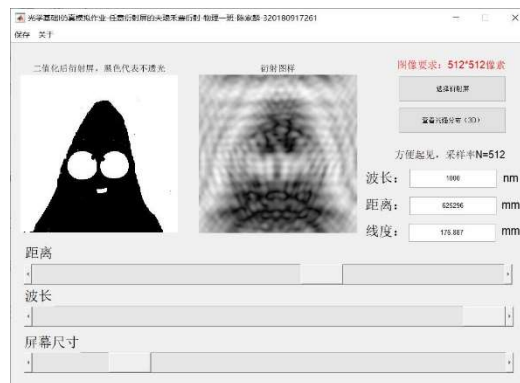 光学基础|仿真模拟作业-任意衍射屏的夫琅禾费衍射-物理一班-陈家麟-320180917261
保存 关于
二值化后衍射屏，黑色代表不透光
衍射图样
图像要求：512*512像素
选择衍射屏
查看光强分布（3D）
方便起见，采样率N=512
波长： 1000 nm
距离： 625296 mm
线度： 176.887 mm
距离
波长
屏幕尺寸